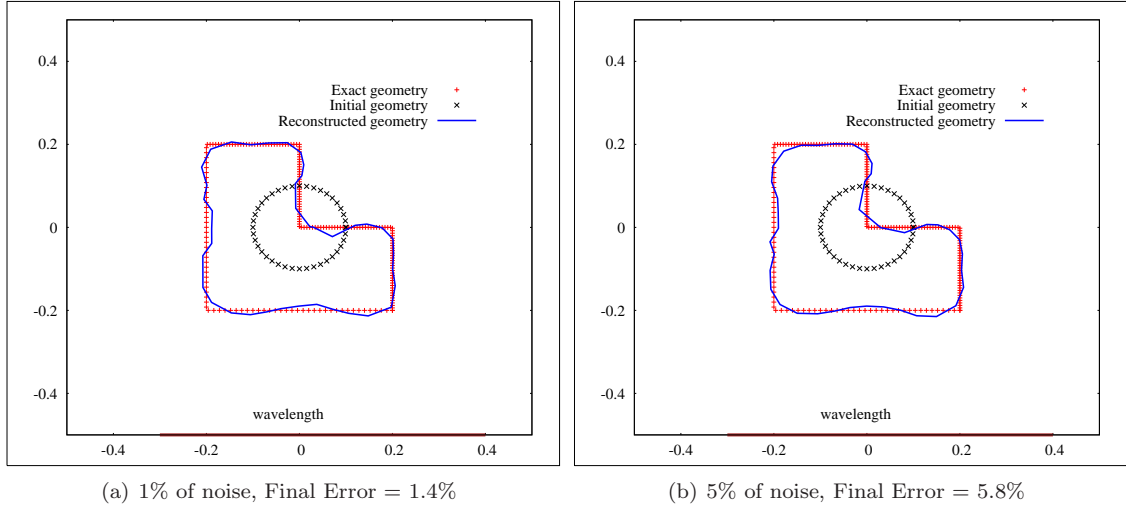 0.4
0.2
0
-0.2
-0.4
Exact geometry
Initial geometry
Reconstructed geometry
wavelength
-0.4 -0.2 0 0.2 0.4
(a) 1% of noise, Final Error = 1.4%
0.4
0.2
0
-0.2
-0.4
Exact geometry
Initial geometry
Reconstructed geometry
wavelength
-0.4 -0.2 0 0.2 0.4
(b) 5% of noise, Final Error = 5.8%